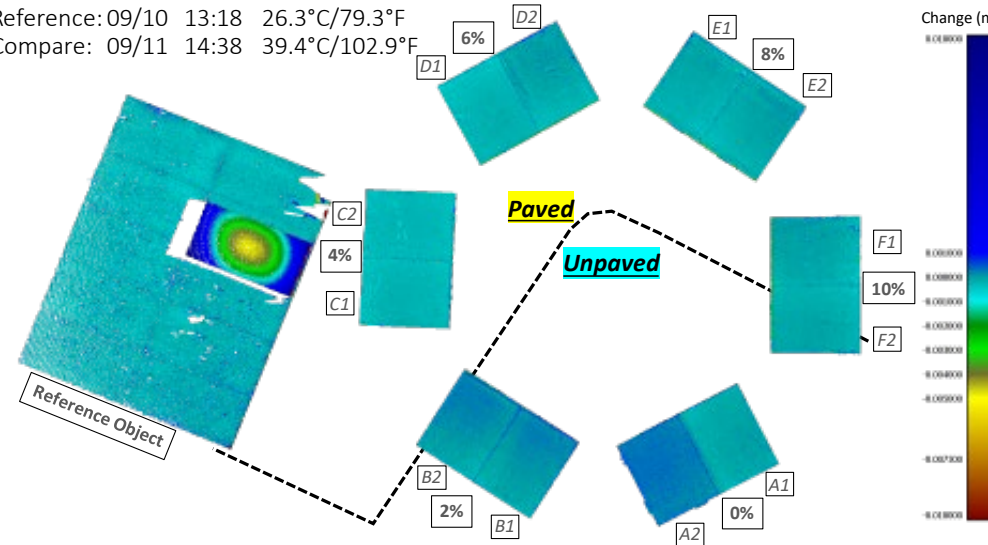 Reference: 09/10 13:18 26.3°C/79.3°F
Compare: 09/11 14:38 39.4°C/102.9°F
D2
6%
D1
E1
8%
E2
Change (m
C2
4%
C1
Paved
Unpaved
F1
10%
F2
Reference Object
B2
2%
B1
A1
0%
A2